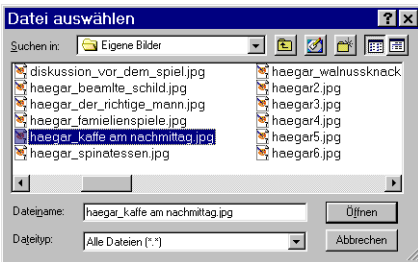 Datei auswählen
Suchen in: Eigene Bilder
diskussion_vor_dem_spiel.jpg
haegar_beamlte_schild.jpg
haegar_der_richtige_mann.jpg
haegar_famielienspiele.jpg
haegar_kaffe am nachmittag.jpg
haegar_spinatessen.jpg
haegar_walnussknack
haegar2.jpg
haegar3.jpg
haegar4.jpg
haegar5.jpg
haegar6.jpg
Dateiname: haegar_kaffe am nachmittag.jpg Öffnen
Dateityp: Alle Dateien (*.*) Abbrechen